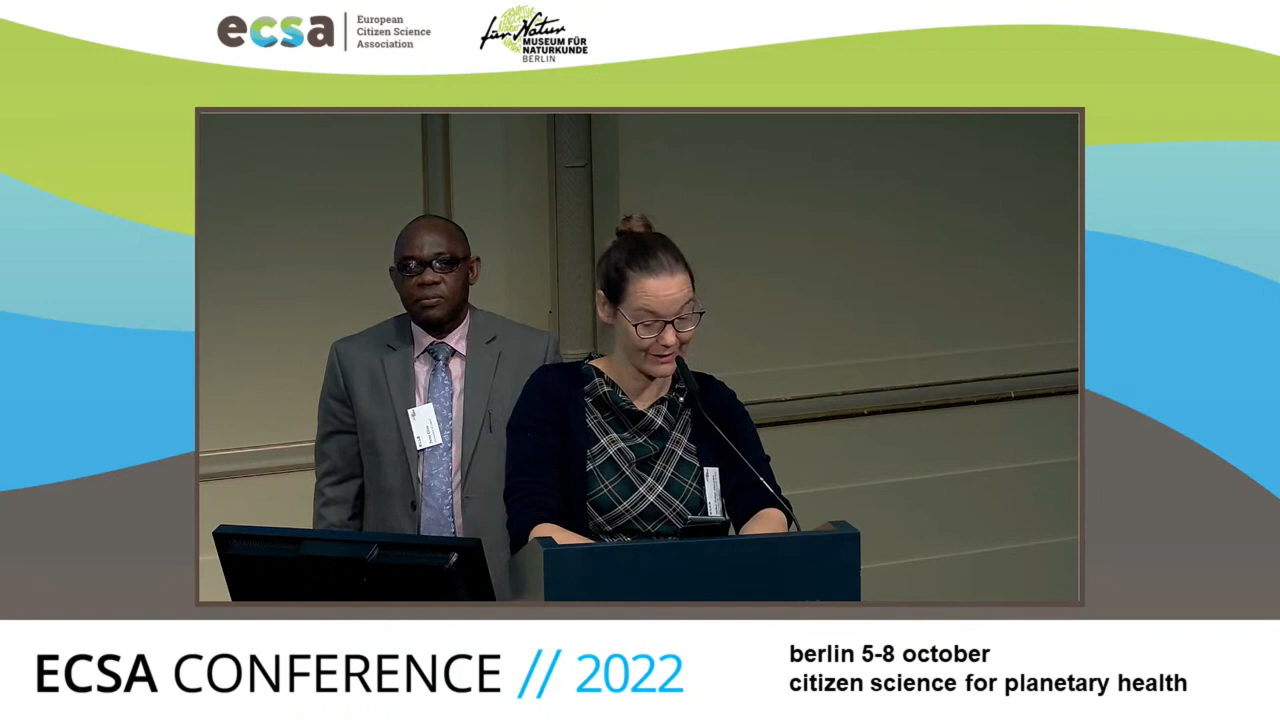 ecsa
European
Citizen Science
Association
für Natur
MUSEUM FÜR
NATURKUNDE
BERLIN
ECSA CONFERENCE // 2022
berlin 5-8 october
citizen science for planetary health